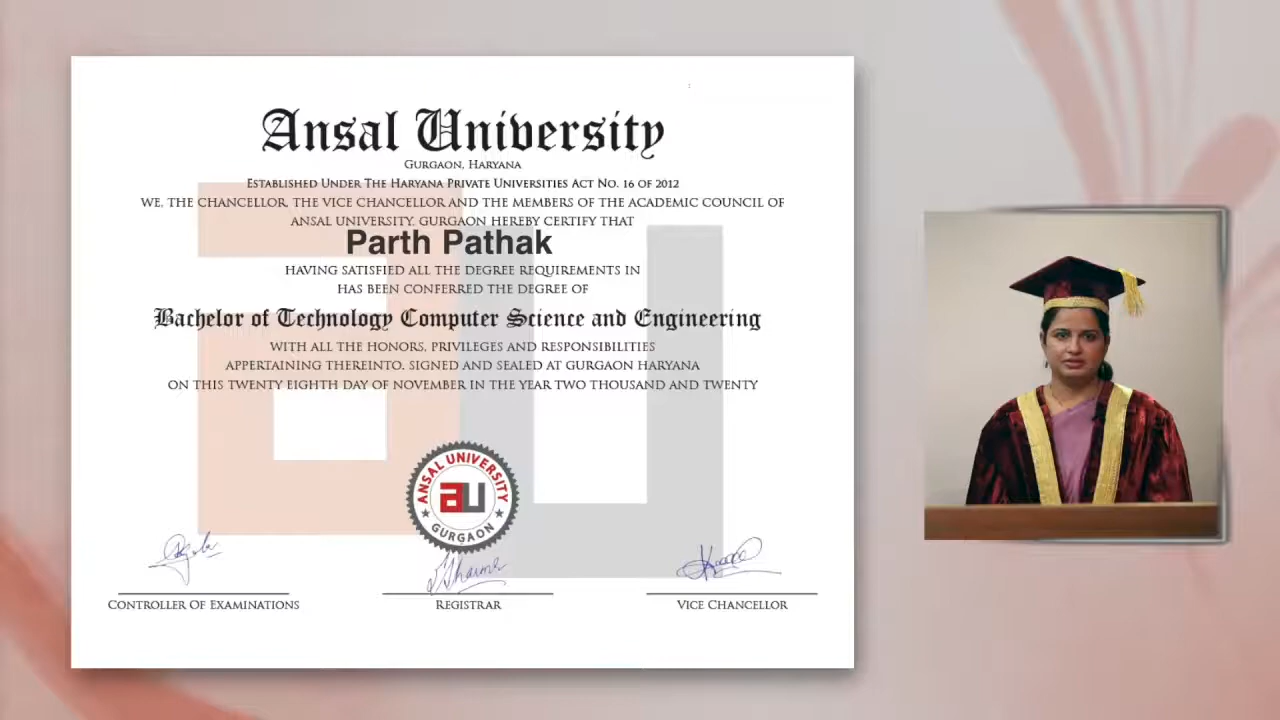 Ansal University
GURGAON, HARYANA
ESTABLISHED UNDER THE HARYANA PRIVATE UNIVERSITIES ACT NO. 16 OF 2012
WE, THE CHANCELLOR, THE VICE CHANCELLOR AND THE MEMBERS OF THE ACADEMIC COUNCIL OF
ANSAL UNIVERSITY, GURGAON HEREBY CERTIFY THAT
Parth Pathak
HAVING SATISFIED ALL THE DEGREE REQUIREMENTS IN
HAS BEEN CONFERRED THE DEGREE OF
Bachelor of Technology Computer Science and Engineering
WITH ALL THE HONORS, PRIVILEGES AND RESPONSIBILITIES
APPERTAINING THERENTO. SIGNED AND SEALED AT GURGAON HARYANA
ON THIS TWENTY EIGHTH DAY OF NOVEMBER IN THE YEAR TWO THOUSAND AND TWENTY
ANSAL UNIVERSITY
au
GURGAON
CONTROLLER OF EXAMINATIONS
REGISTRAR
VICE CHANCELLOR